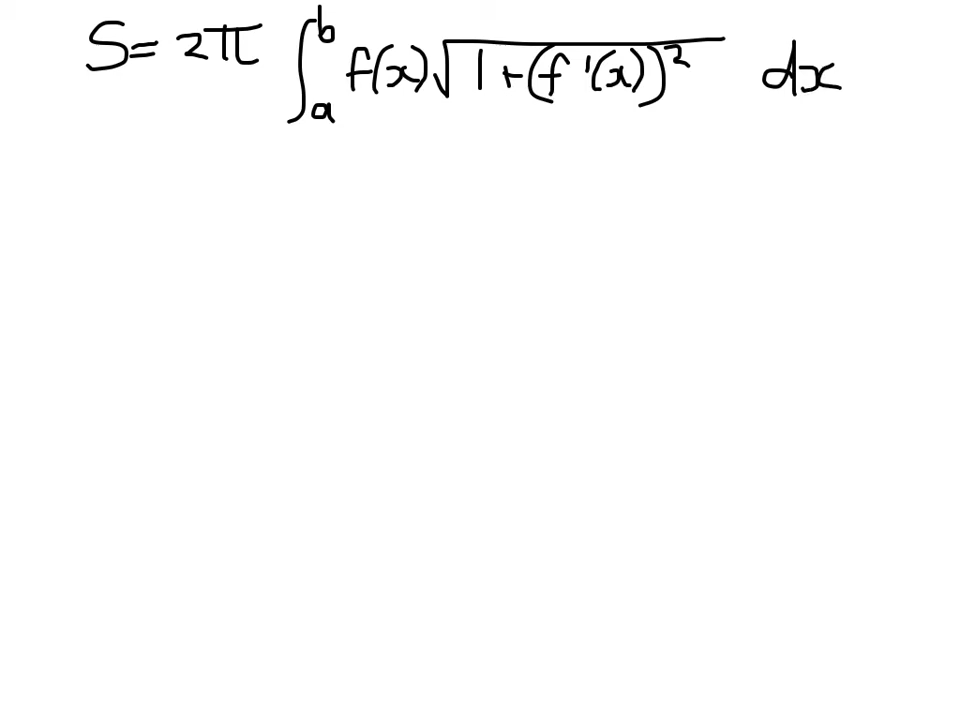 S = 2π ∫_a^b f(x)√(1+(f'(x))²) dx